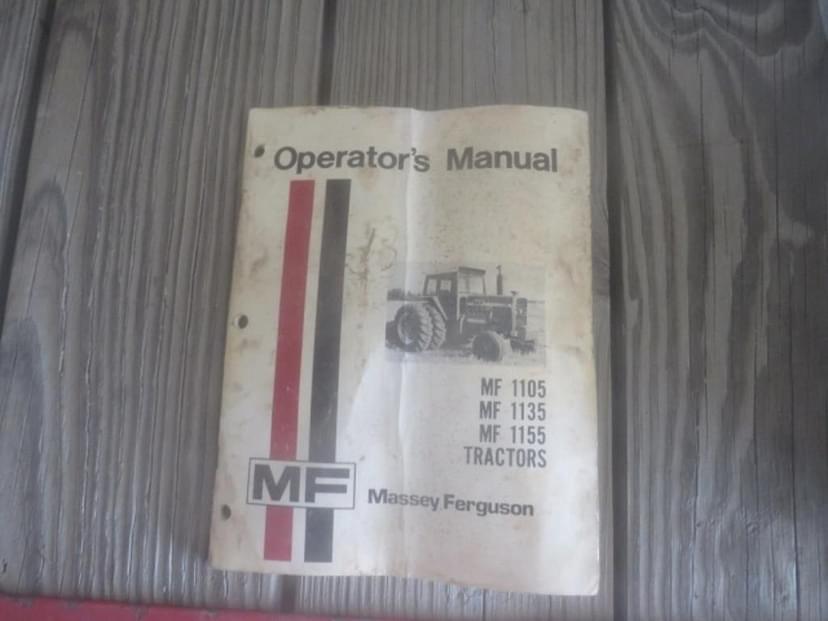 Operator's Manual
MF 1105
MF 1135
MF 1155
TRACTORS
MF
Massey Ferguson